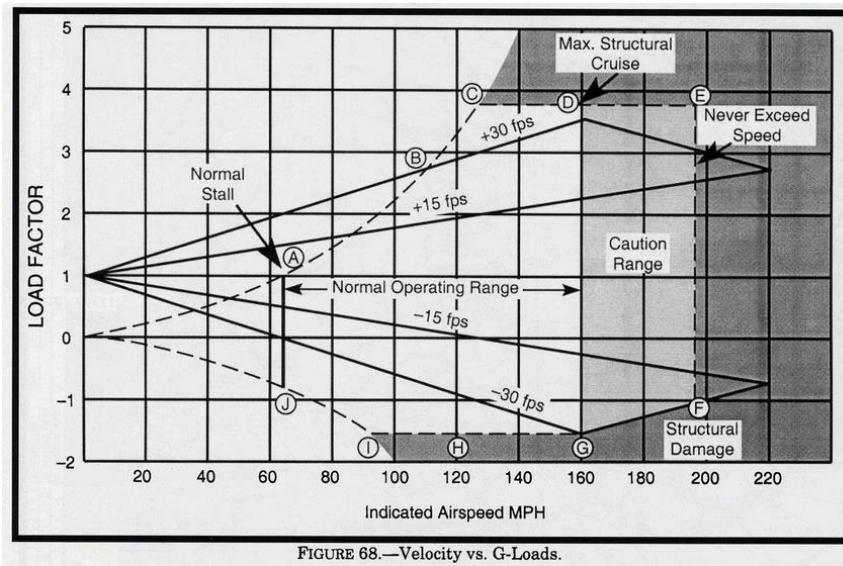 5
Max. Structural
Cruise
4
C
D
E
+30 fps
Never Exceed
Speed
3
B
Normal
Stall
2
+15 fps
LOAD FACTOR
A
Caution
Range
1
Normal Operating Range
0
−15 fps
−30 fps
−1
J
F
Structural
Damage
I
H
G
−2
20 40 60 80 100 120 140 160 180 200 220
Indicated Airspeed MPH
FIGURE 68.—Velocity vs. G-Loads.